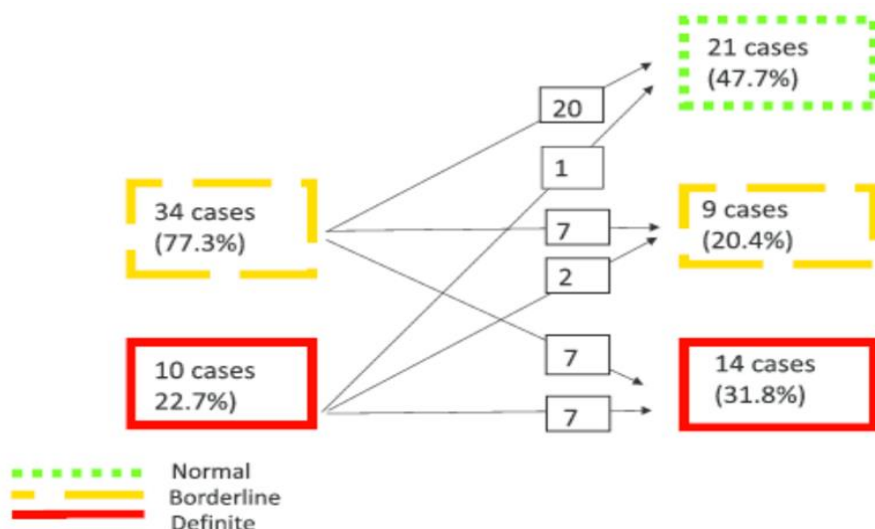 21 cases
(47.7%)
20
1
34 cases
(77.3%)
7
9 cases
(20.4%)
2
10 cases
22.7%)
7
14 cases
(31.8%)
7
Normal
Borderline
Definite